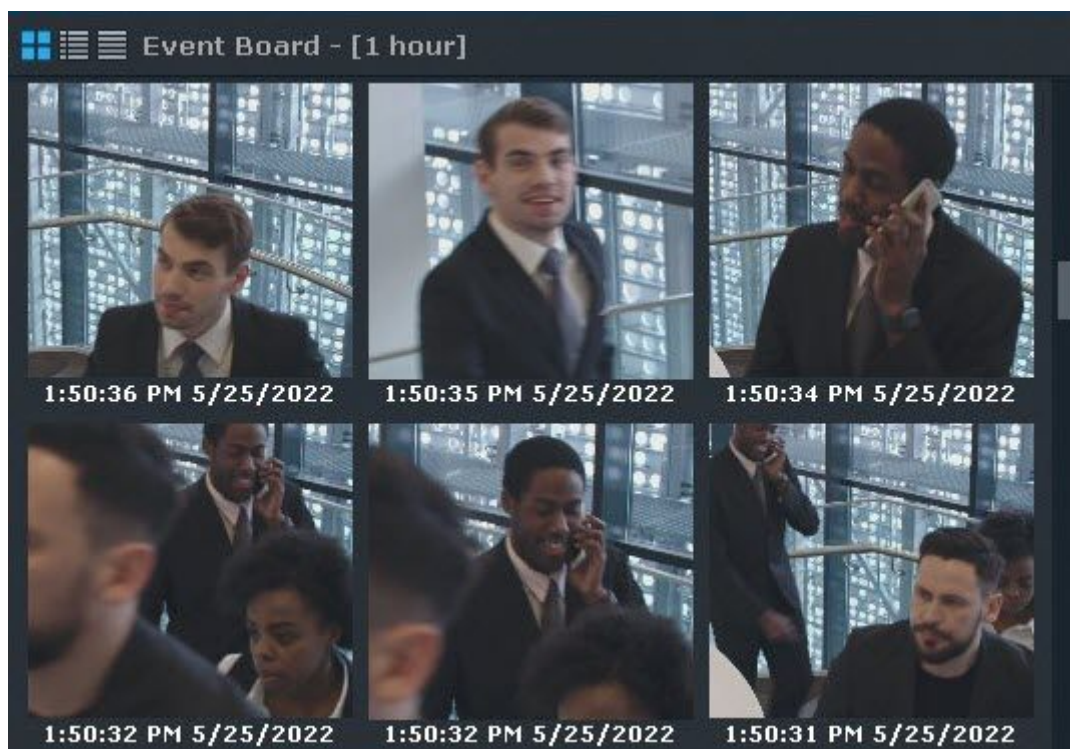 Event Board - [1 hour]
1:50:36 PM 5/25/2022
1:50:35 PM 5/25/2022
1:50:34 PM 5/25/2022
1:50:32 PM 5/25/2022
1:50:32 PM 5/25/2022
1:50:31 PM 5/25/2022